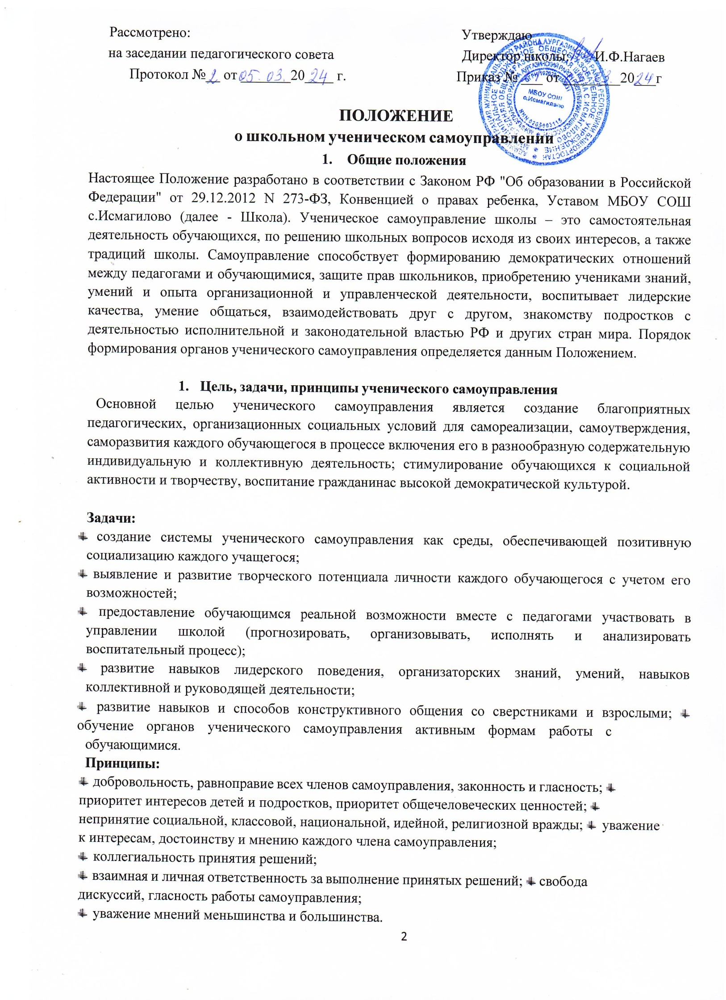 Рассмотрено:
на заседании педагогического совета
Протокол № 2 от 05.03.2024 г.
Утверждаю
Директор школы: И.Ф.Нагаев
Приказ № от 2024г
МБОУ СОШ
с.Исмагилово
ИНН 0205003115
ПОЛОЖЕНИЕ
о школьном ученическом самоуправлении
1. Общие положения
Настоящее Положение разработано в соответствии с Законом РФ "Об образовании в Российской
Федерации" от 29.12.2012 N 273-ФЗ, Конвенцией о правах ребенка, Уставом МБОУ СОШ
с.Исмагилово (далее - Школа). Ученическое самоуправление школы – это самостоятельная
деятельность обучающихся, по решению школьных вопросов исходя из своих интересов, а также
традиций школы. Самоуправление способствует формированию демократических отношений
между педагогами и обучающимися, защите прав школьников, приобретению учениками знаний,
умений и опыта организационной и управленческой деятельности, воспитывает лидерские
качества, умение общаться, взаимодействовать друг с другом, знакомству подростков с
деятельностью исполнительной и законодательной властью РФ и других стран мира. Порядок
формирования органов ученического самоуправления определяется данным Положением.
1. Цель, задачи, принципы ученического самоуправления
Основной целью ученического самоуправления является создание благоприятных
педагогических, организационных социальных условий для самореализации, самоутверждения,
саморазвития каждого обучающегося в процессе включения его в разнообразную содержательную
индивидуальную и коллективную деятельность; стимулирование обучающихся к социальной
активности и творчеству, воспитание гражданинас высокой демократической культурой.
Задачи:
создание системы ученического самоуправления как среды, обеспечивающей позитивную
социализацию каждого учащегося;
выявление и развитие творческого потенциала личности каждого обучающегося с учетом его
возможностей;
предоставление обучающимся реальной возможности вместе с педагогами участвовать в
управлении школой (прогнозировать, организовывать, исполнять и анализировать
воспитательный процесс);
развитие навыков лидерского поведения, организаторских знаний, умений, навыков
коллективной и руководящей деятельности;
развитие навыков и способов конструктивного общения со сверстниками и взрослыми;
обучение органов ученического самоуправления активным формам работы с
обучающимися.
Принципы:
добровольность, равноправие всех членов самоуправления, законность и гласность;
приоритет интересов детей и подростков, приоритет общечеловеческих ценностей;
непринятие социальной, классовой, национальной, идейной, религиозной вражды; уважение
к интересам, достоинству и мнению каждого члена самоуправления;
коллегиальность принятия решений;
взаимная и личная ответственность за выполнение принятых решений; свобода
дискуссий, гласность работы самоуправления;
уважение мнений меньшинства и большинства.
2